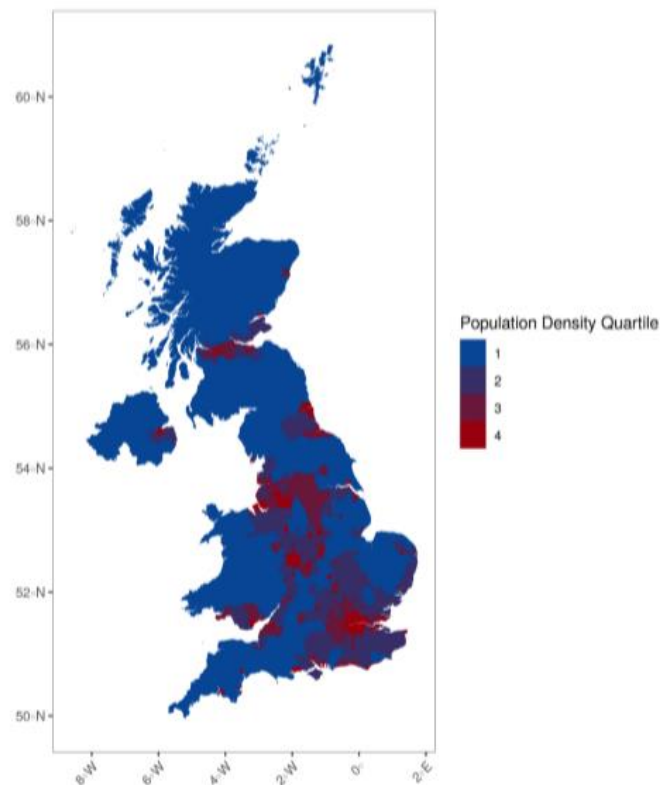 60◦N
58◦N
56◦N
54◦N
52◦N
50◦N
8◦W
6◦W
4◦W
2◦W
0◦
2◦E
Population Density Quartile
1
2
3
4